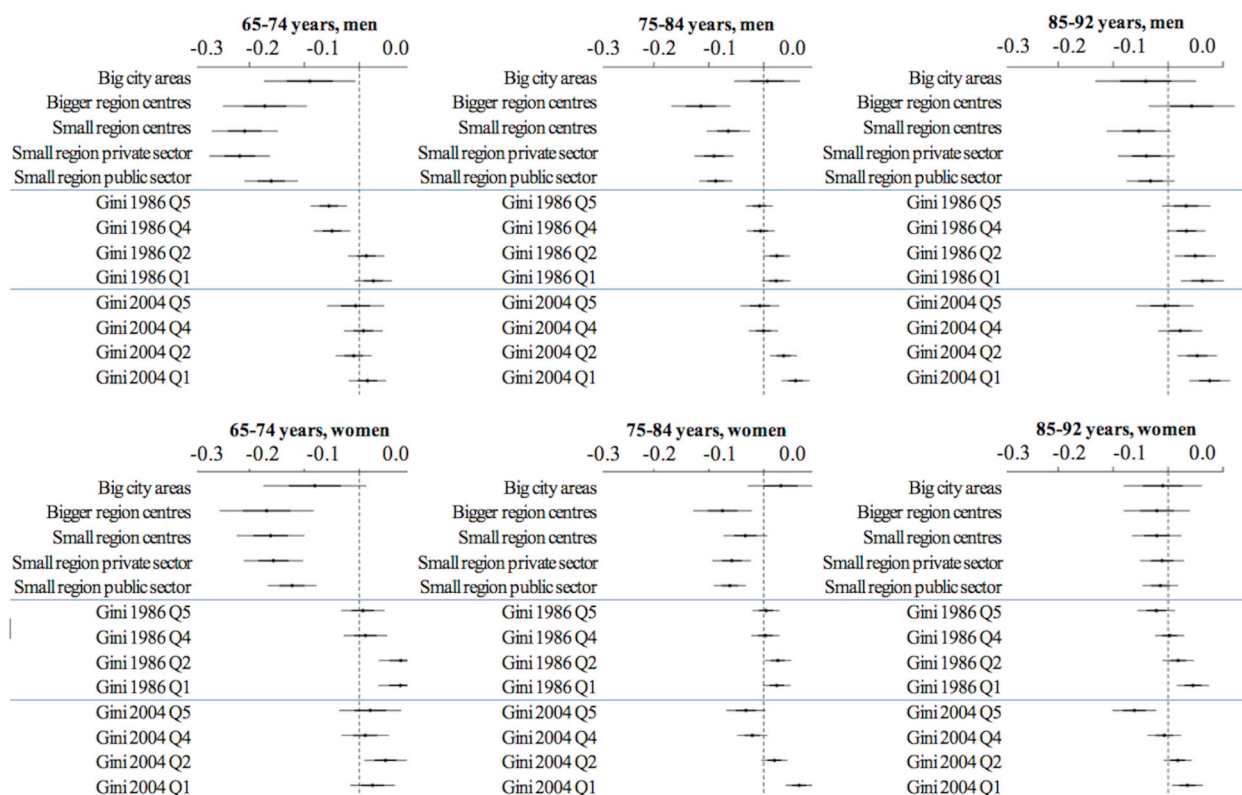 65-74 years, men 75-84 years, men 85-92 years, men
-0.3 -0.2 -0.1 0.0 -0.3 -0.2 -0.1 0.0 -0.3 -0.2 -0.1 0.0
Big city areas Big city areas Big city areas
Bigger region centres Bigger region centres Bigger region centres
Small region centres Small region centres Small region centres
Small region private sector Small region private sector Small region private sector
Small region public sector Small region public sector Small region public sector
Gini 1986 Q5 Gini 1986 Q5 Gini 1986 Q5
Gini 1986 Q4 Gini 1986 Q4 Gini 1986 Q4
Gini 1986 Q2 Gini 1986 Q2 Gini 1986 Q2
Gini 1986 Q1 Gini 1986 Q1 Gini 1986 Q1
Gini 2004 Q5 Gini 2004 Q5 Gini 2004 Q5
Gini 2004 Q4 Gini 2004 Q4 Gini 2004 Q4
Gini 2004 Q2 Gini 2004 Q2 Gini 2004 Q2
Gini 2004 Q1 Gini 2004 Q1 Gini 2004 Q1
65-74 years, women 75-84 years, women 85-92 years, women
-0.3 -0.2 -0.1 0.0 -0.3 -0.2 -0.1 0.0 -0.3 -0.2 -0.1 0.0
Big city areas Big city areas Big city areas
Bigger region centres Bigger region centres Bigger region centres
Small region centres Small region centres Small region centres
Small region private sector Small region private sector Small region private sector
Small region public sector Small region public sector Small region public sector
Gini 1986 Q5 Gini 1986 Q5 Gini 1986 Q5
Gini 1986 Q4 Gini 1986 Q4 Gini 1986 Q4
Gini 1986 Q2 Gini 1986 Q2 Gini 1986 Q2
Gini 1986 Q1 Gini 1986 Q1 Gini 1986 Q1
Gini 2004 Q5 Gini 2004 Q5 Gini 2004 Q5
Gini 2004 Q4 Gini 2004 Q4 Gini 2004 Q4
Gini 2004 Q2 Gini 2004 Q2 Gini 2004 Q2
Gini 2004 Q1 Gini 2004 Q1 Gini 2004 Q1